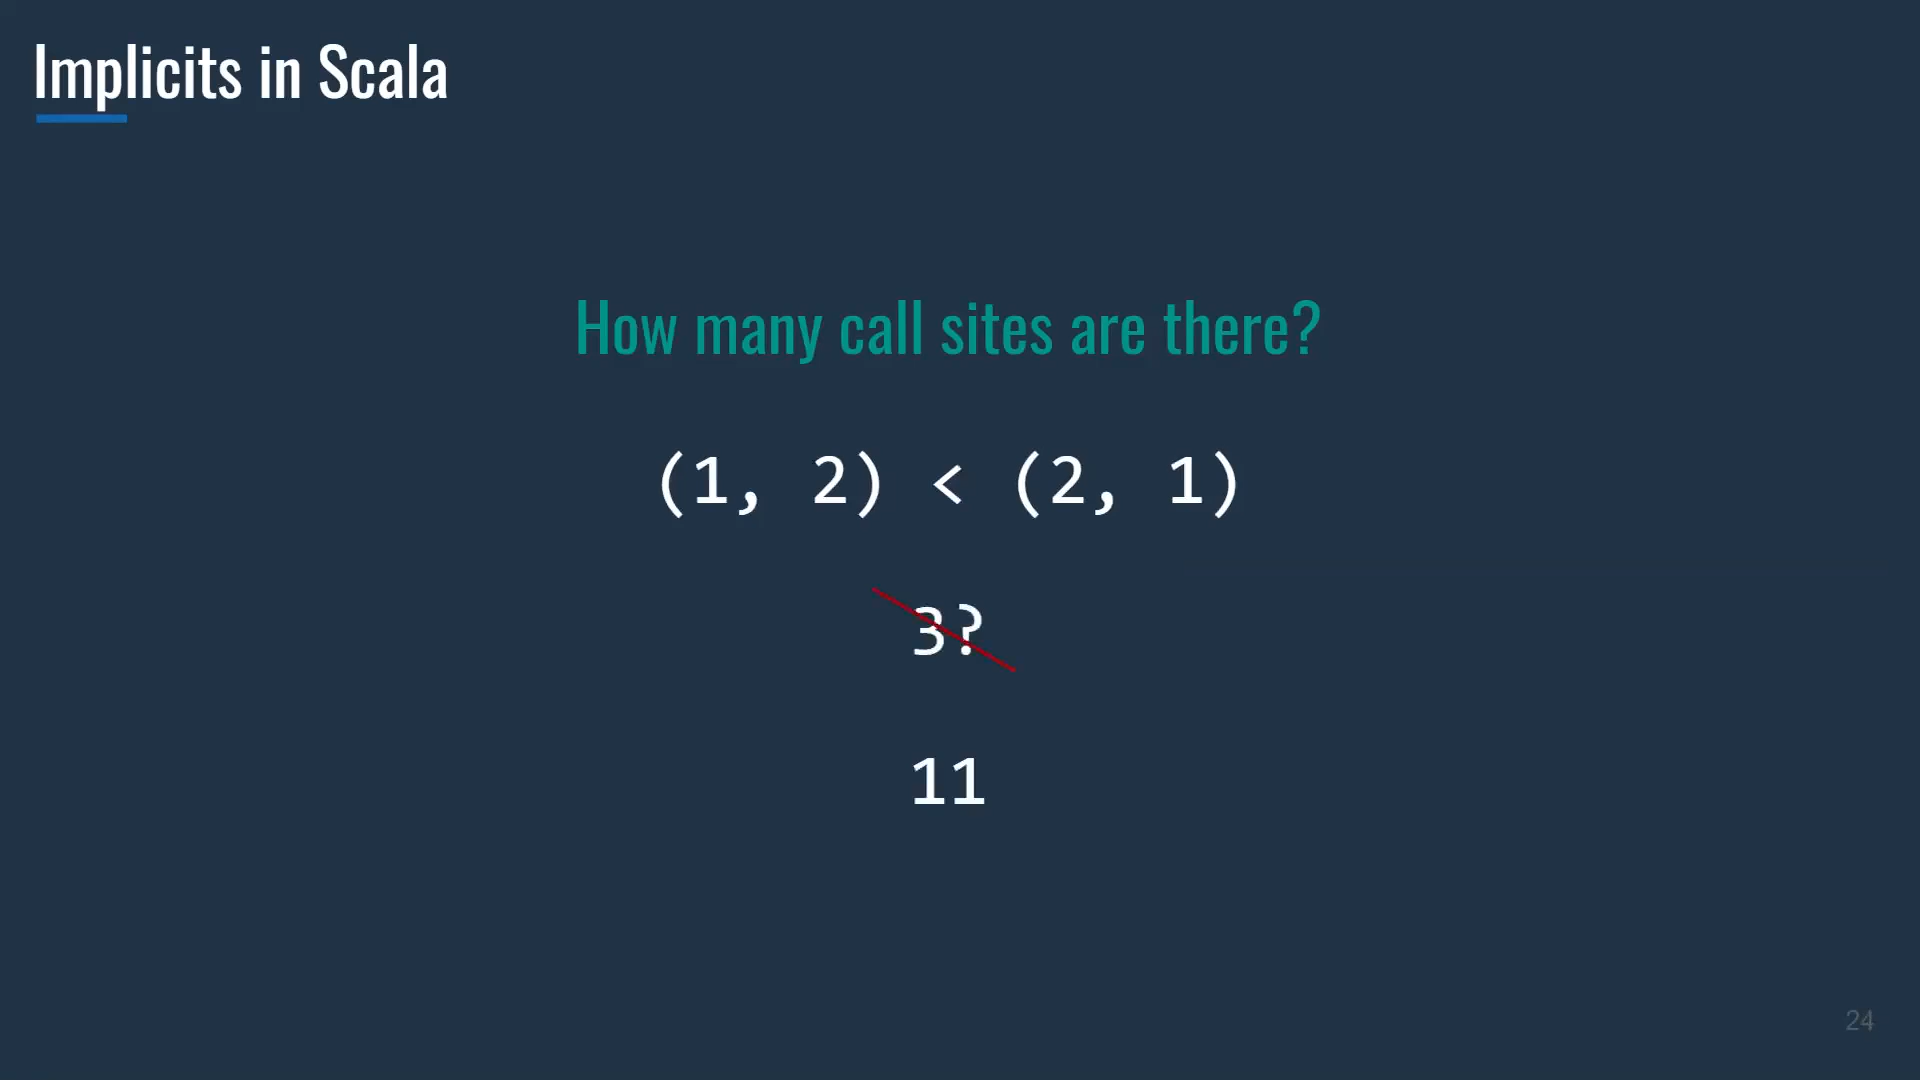 Implicits in Scala
How many call sites are there?
(1, 2) < (2, 1)
3?
11
24